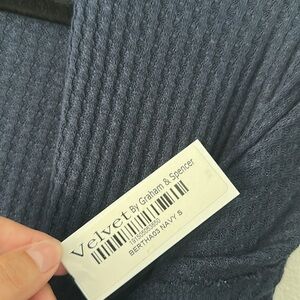 Velvet By Graham & Spencer
BERTHA03 NAVY S